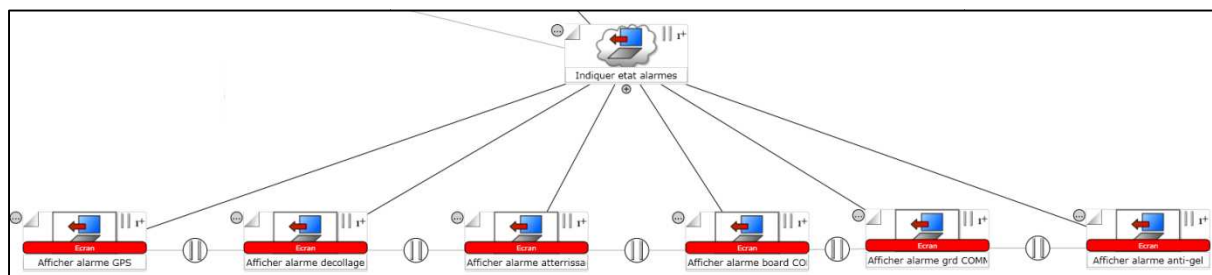 Indiquer etat alarmes
Ecran Ecran Ecran Ecran Ecran Ecran
Afficher alarme GPS Afficher alarme decollage Afficher alarme atterrissa Afficher alarme board CO Afficher alarme grd COMM Afficher alarme anti-gel